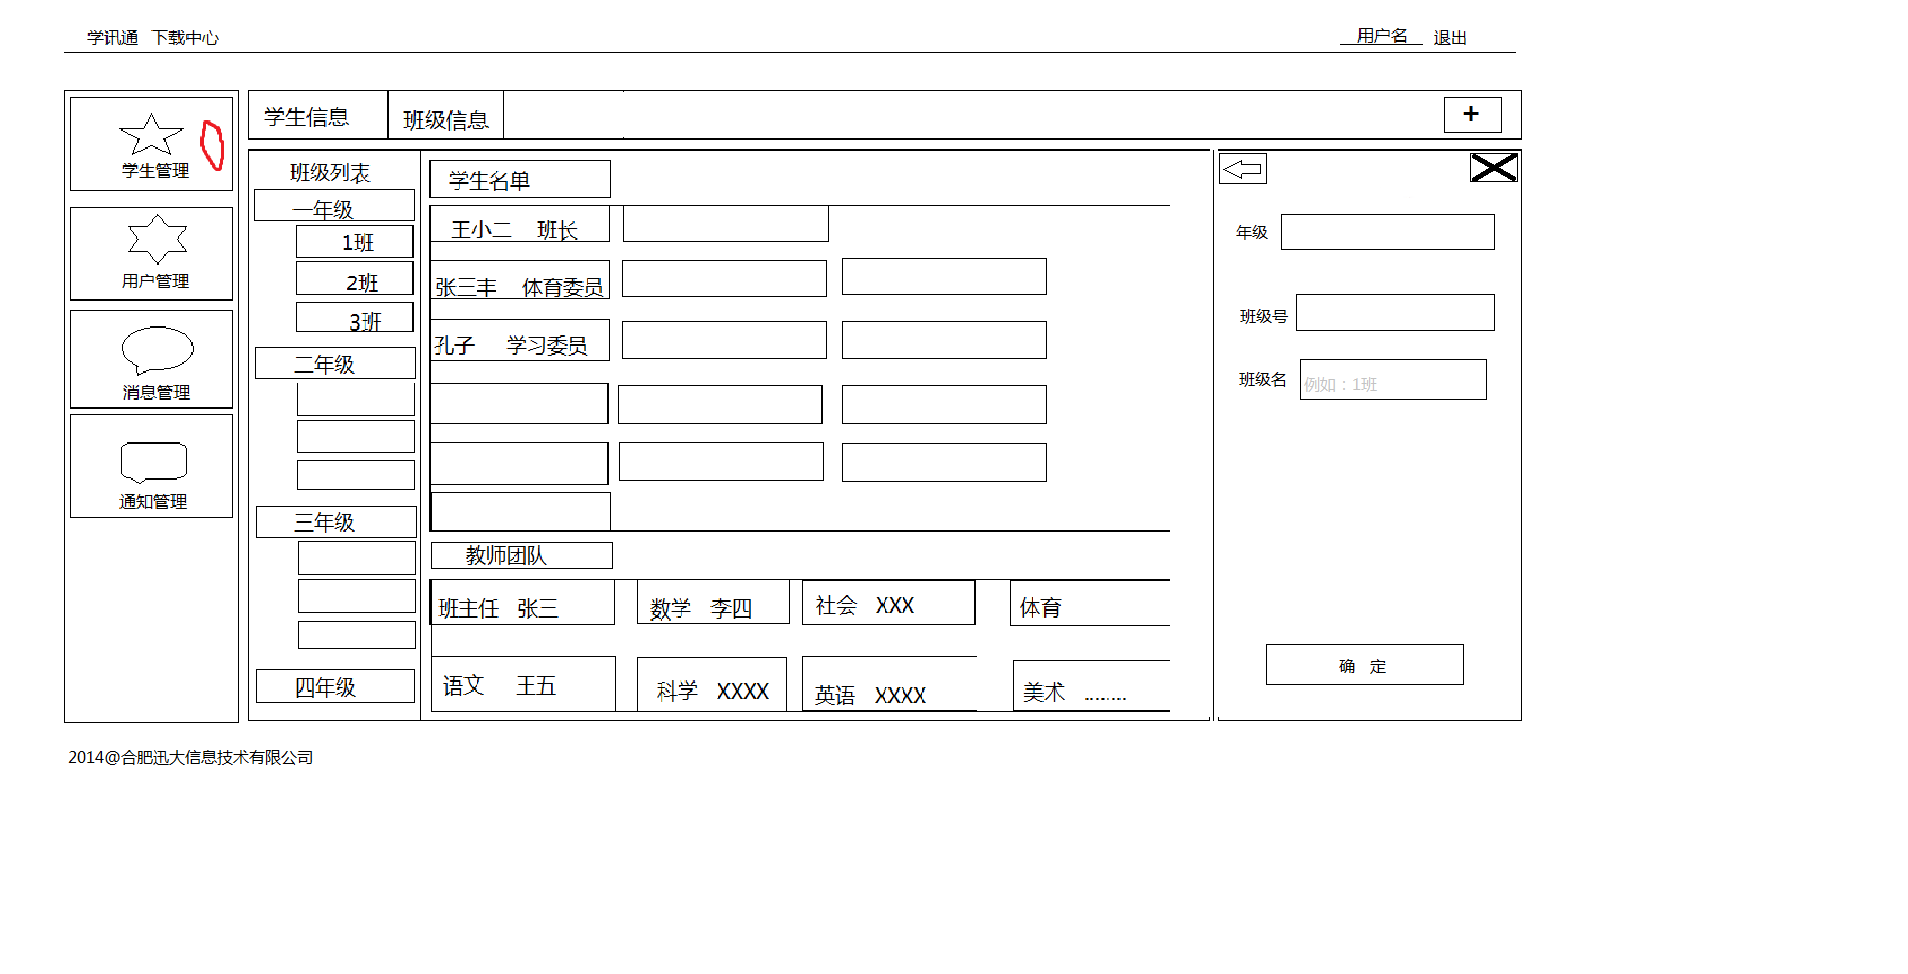 学讯通 下载中心
用户名 退出
学生管理
用户管理
消息管理
通知管理
学生信息
班级信息
+
班级列表
一年级
1班
2班
3班
二年级
三年级
四年级
学生名单
王小二 班长
张三丰 体育委员
孔子 学习委员
教师团队
班主任 张三
数学 李四
社会 XXX
体育
语文 王五
科学 XXXX
英语 XXXX
美术 ........
年级
班级号
班级名
例如：1班
确 定
2014@合肥迅大信息技术有限公司